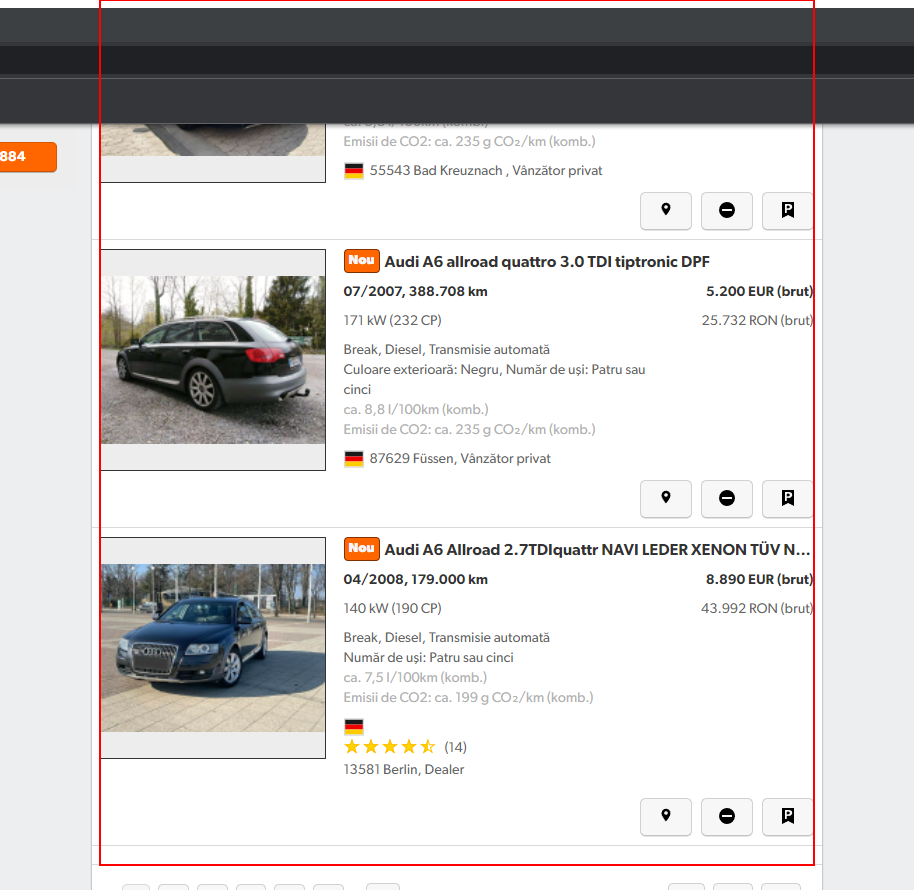 884
Emisii de CO2: ca. 235 g CO₂/km (komb.)
55543 Bad Kreuznach , Vânzător privat
Nou Audi A6 allroad quattro 3.0 TDI tiptronic DPF
07/2007, 388.708 km 5.200 EUR (brut)
171 kW (232 CP) 25.732 RON (brut)
Break, Diesel, Transmisie automată
Culoare exterioară: Negru, Număr de uşi: Patru sau
cinci
ca. 8,8 l/100km (komb.)
Emisii de CO2: ca. 235 g CO₂/km (komb.)
87629 Füssen, Vânzător privat
Nou Audi A6 Allroad 2.7TDIquattr NAVI LEDER XENON TÜV N...
04/2008, 179.000 km 8.890 EUR (brut)
140 kW (190 CP) 43.992 RON (brut)
Break, Diesel, Transmisie automată
Număr de uşi: Patru sau cinci
ca. 7,5 l/100km (komb.)
Emisii de CO2: ca. 199 g CO₂/km (komb.)
(14)
13581 Berlin, Dealer